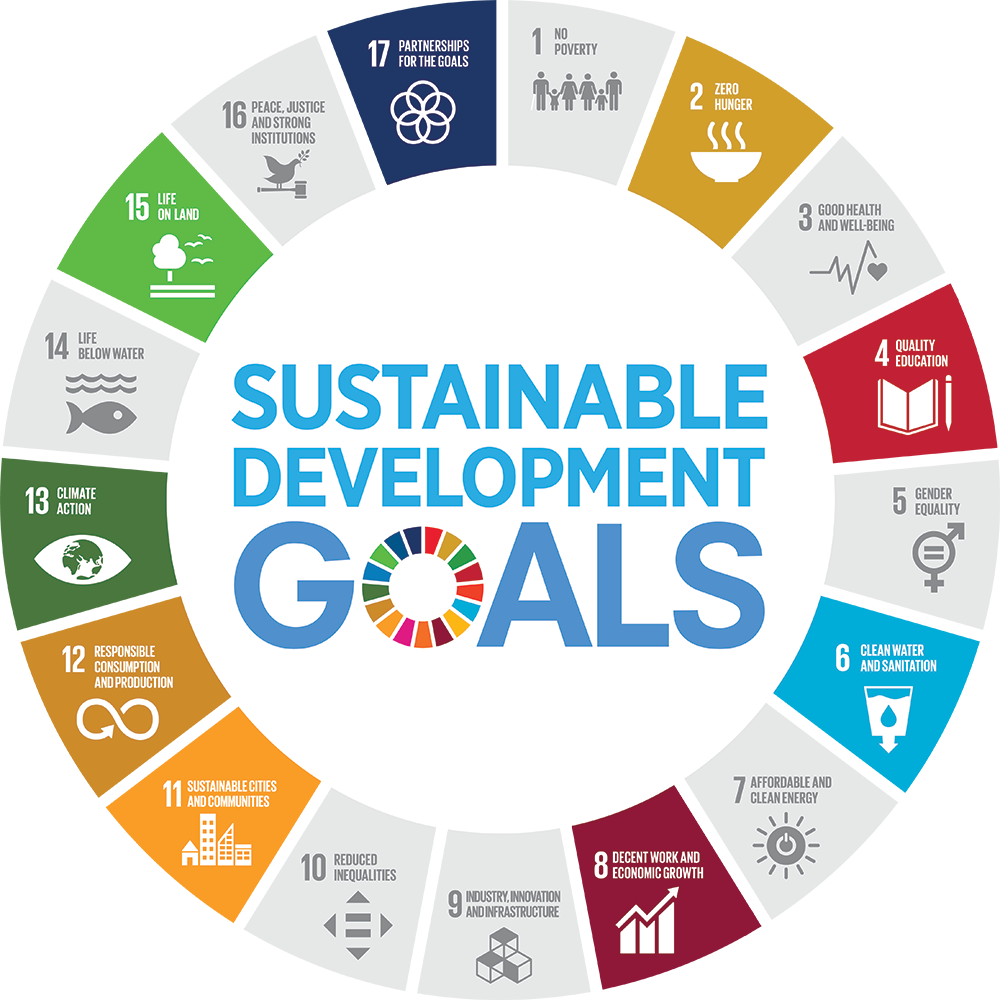 1 NO
POVERTY
2 ZERO
HUNGER
3 GOOD HEALTH
AND WELL-BEING
4 QUALITY
EDUCATION
5 GENDER
EQUALITY
6 CLEAN WATER
AND SANITATION
7 AFFORDABLE AND
CLEAN ENERGY
8 DECENT WORK AND
ECONOMIC GROWTH
9 INDUSTRY, INNOVATION
AND INFRASTRUCTURE
10 REDUCED
INEQUALITIES
11 SUSTAINABLE CITIES
AND COMMUNITIES
12 RESPONSIBLE
CONSUMPTION
AND PRODUCTION
13 CLIMATE
ACTION
14 LIFE
BELOW WATER
15 LIFE
ON LAND
16 PEACE, JUSTICE
AND STRONG
INSTITUTIONS
17 PARTNERSHIPS
FOR THE GOALS
SUSTAINABLE
DEVELOPMENT
GOALS